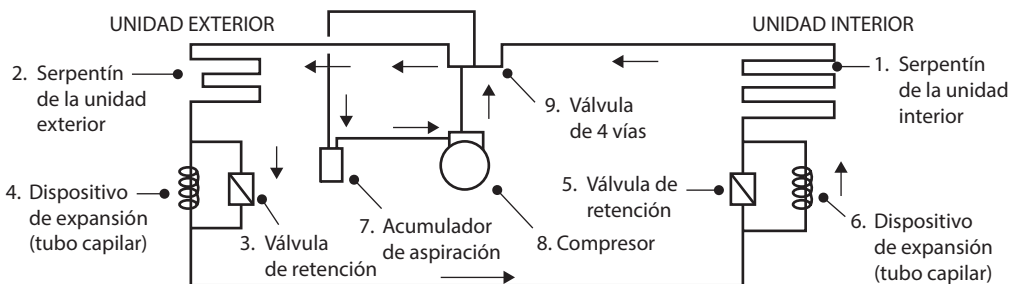 UNIDAD EXTERIOR
UNIDAD INTERIOR
2. Serpentín
de la unidad
exterior
1. Serpentín
de la unidad
interior
9. Válvula
de 4 vías
4. Dispositivo
de expansión
(tubo capilar)
3. Válvula
de retención
7. Acumulador
de aspiración
8. Compresor
5. Válvula de
retención
6. Dispositivo
de expansión
(tubo capilar)